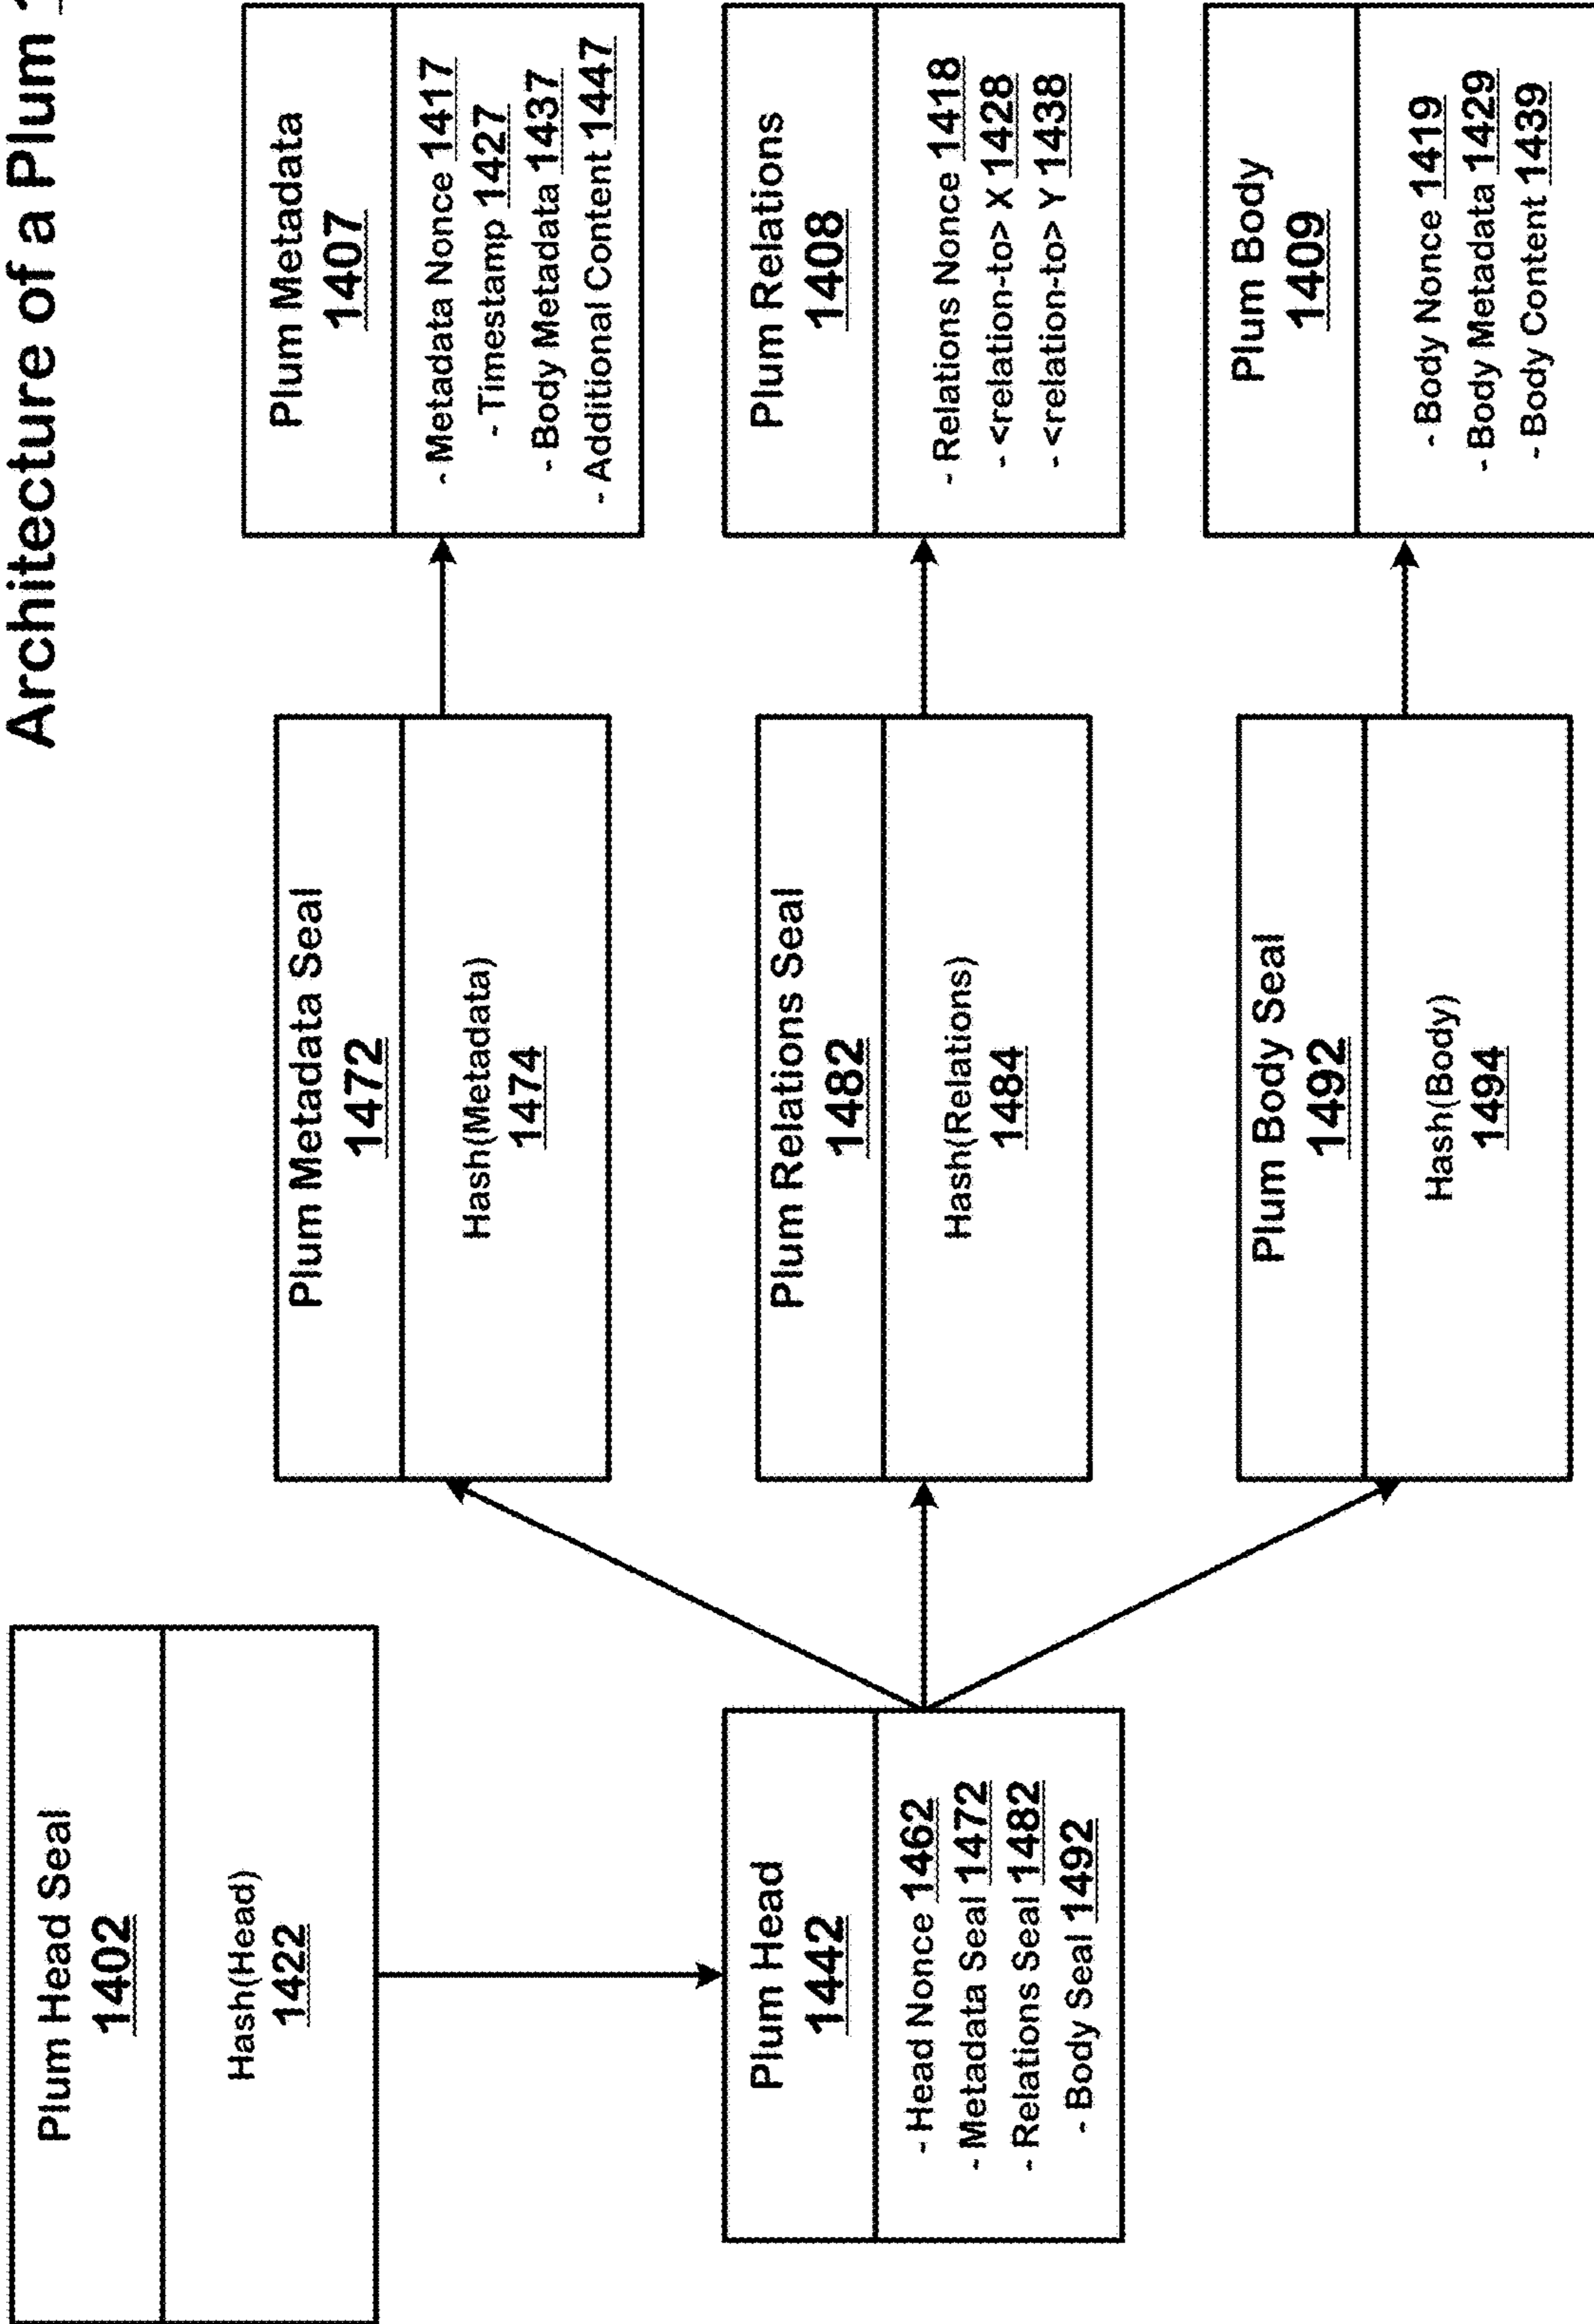 Architecture of a Plum
Plum Head Seal
1402
Hash(Head)
1422
Plum Head
1442
- Head Nonce 1462
- Metadata Seal 1472
- Relations Seal 1482
- Body Seal 1492
Plum Metadata Seal
1472
Hash(Metadata)
1474
Plum Relations Seal
1482
Hash(Relations)
1484
Plum Body Seal
1492
Hash(Body)
1494
Plum Metadata
1407
- Metadata Nonce 1417
- Timestamp 1427
- Body Metadata 1437
- Additional Content 1447
Plum Relations
1408
- Relations Nonce 1418
- <relation-to> X 1428
- <relation-to> Y 1438
Plum Body
1409
- Body Nonce 1419
- Body Metadata 1429
- Body Content 1439